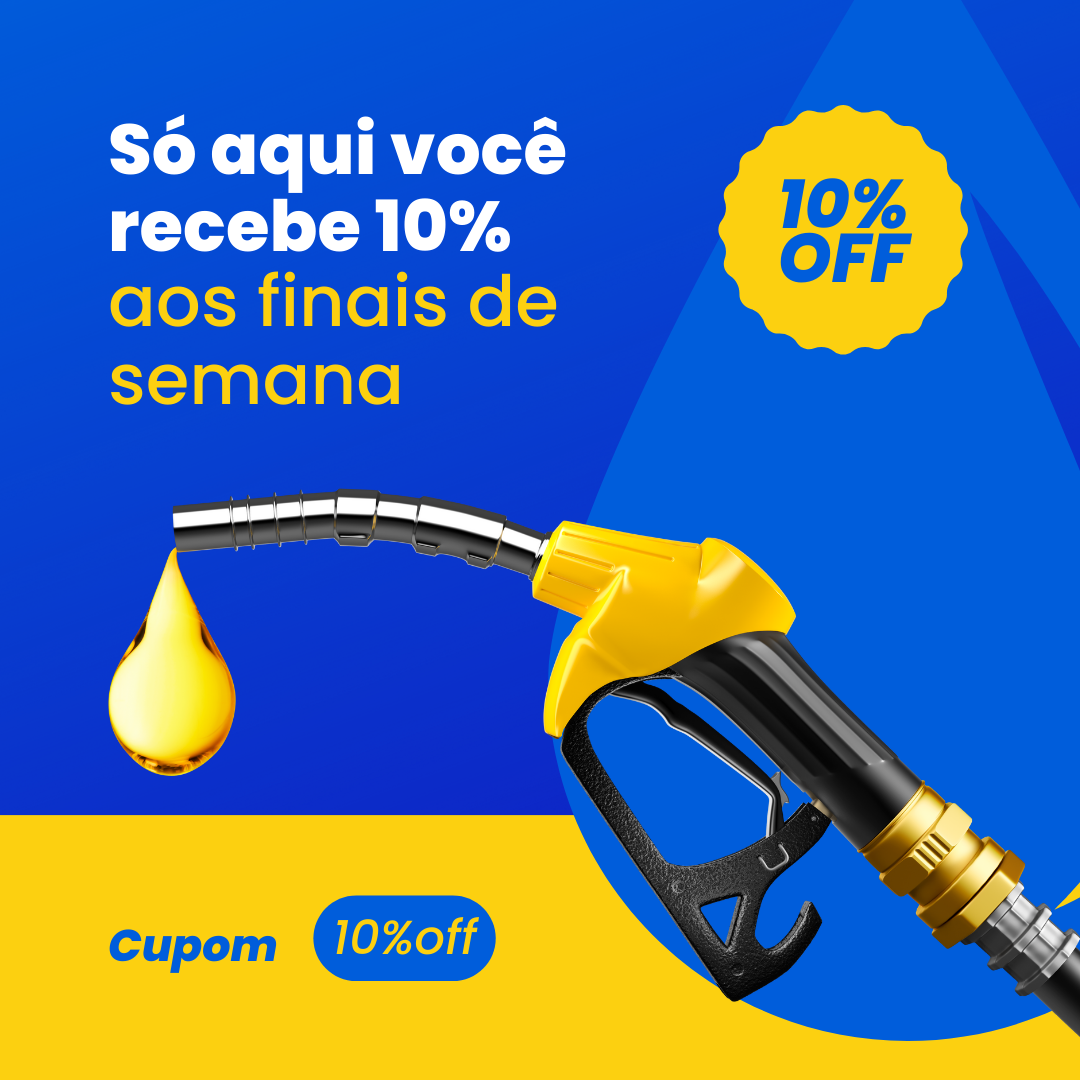 Só aqui você
recebe 10%
aos finais de
semana
10%
OFF
Cupom 10%off